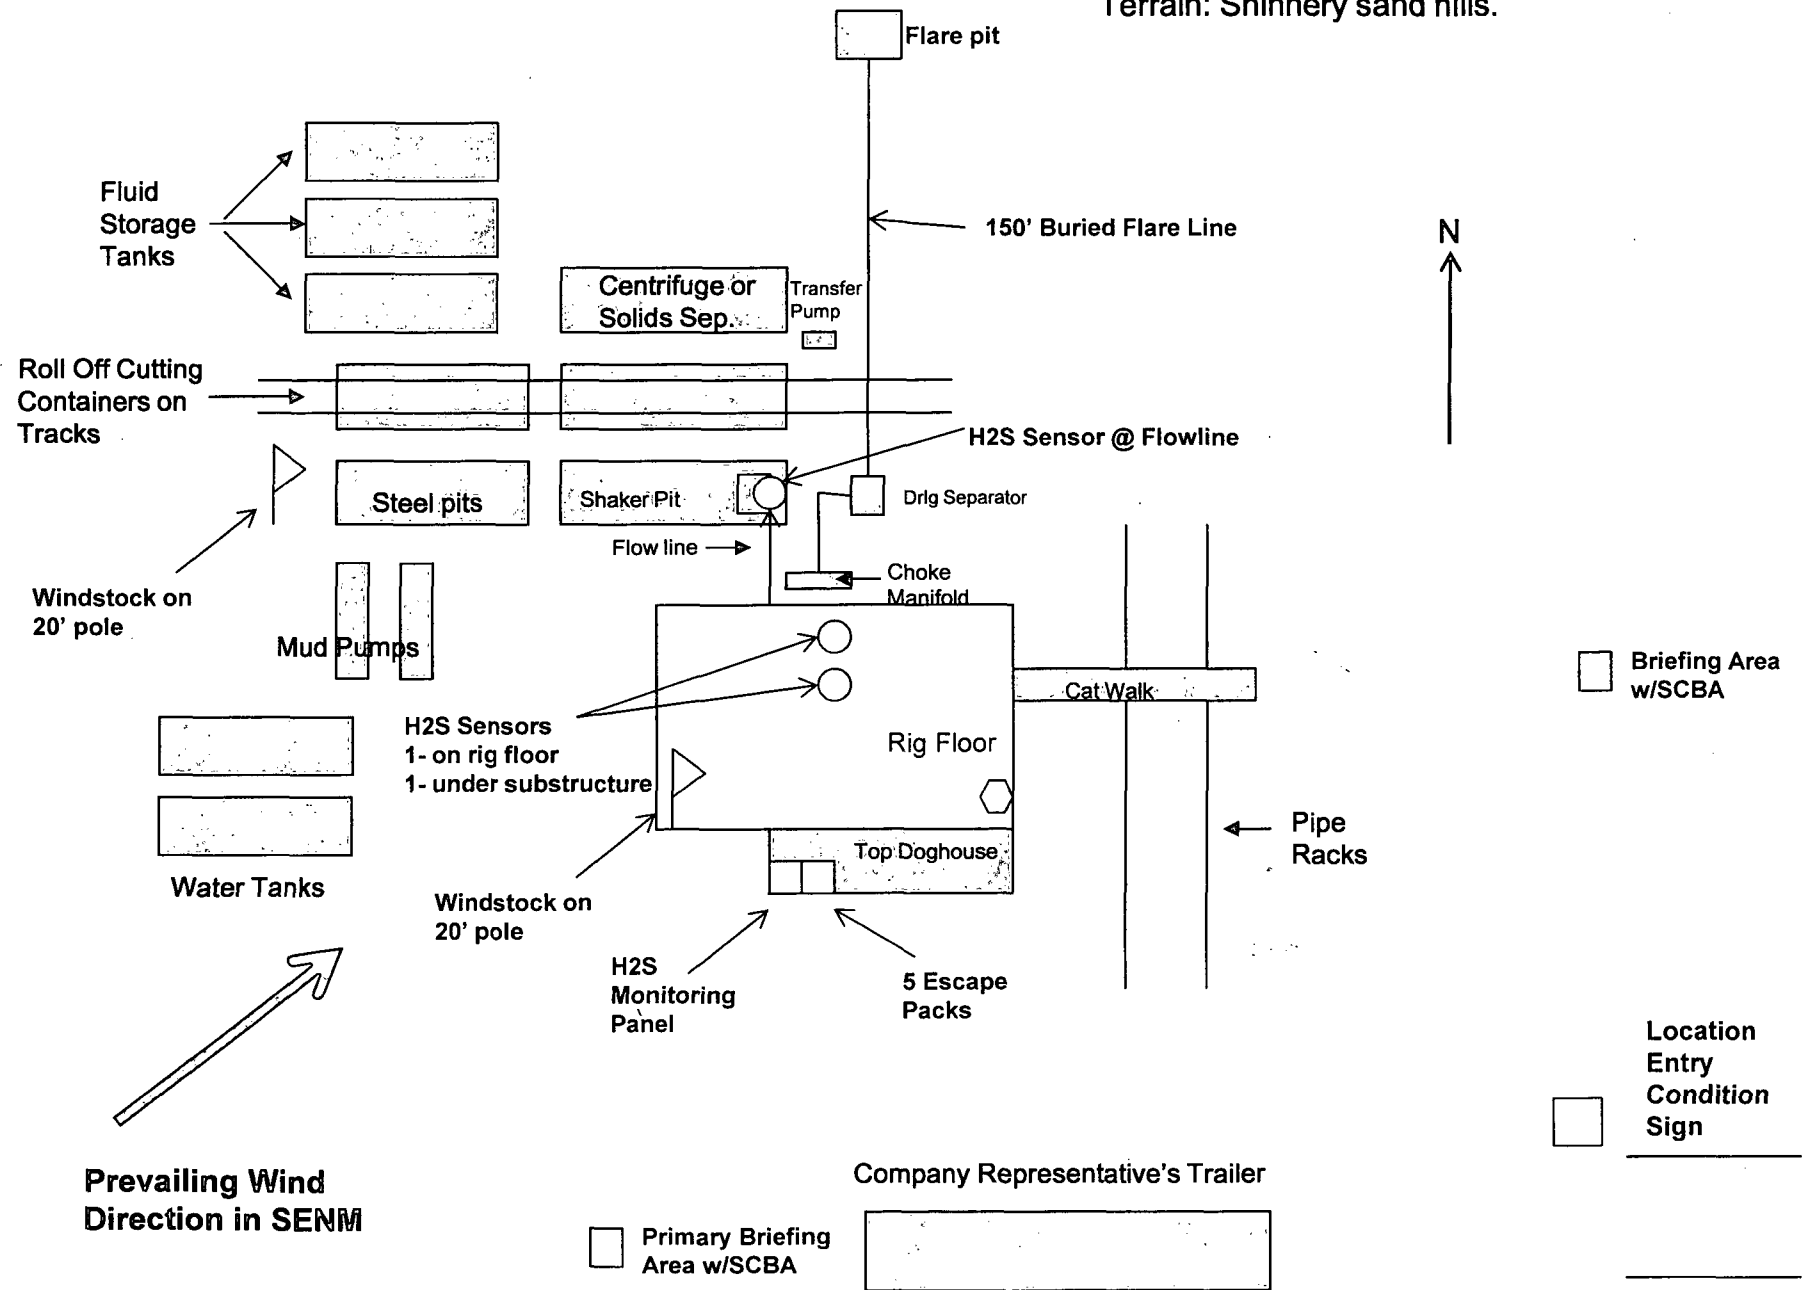 Terrain: Shinnery sand hills.
Flare pit
Fluid
Storage
Tanks
150' Buried Flare Line
N
Centrifuge or
Solids Sep.
Transfer
Pump
Roll Off Cutting
Containers on
Tracks
H2S Sensor @ Flowline
Steel pits
Shaker Pit
Drlg Separator
Flow line
Choke
Manifold
Windstock on
20' pole
Mud Pumps
Briefing Area
w/SCBA
Cat Walk
H2S Sensors
1- on rig floor
1- under substructure
Rig Floor
Pipe
Racks
Top Doghouse
Water Tanks
Windstock on
20' pole
H2S
Monitoring
Panel
5 Escape
Packs
Location
Entry
Condition
Sign
Prevailing Wind
Direction in SENM
Company Representative's Trailer
Primary Briefing
Area w/SCBA